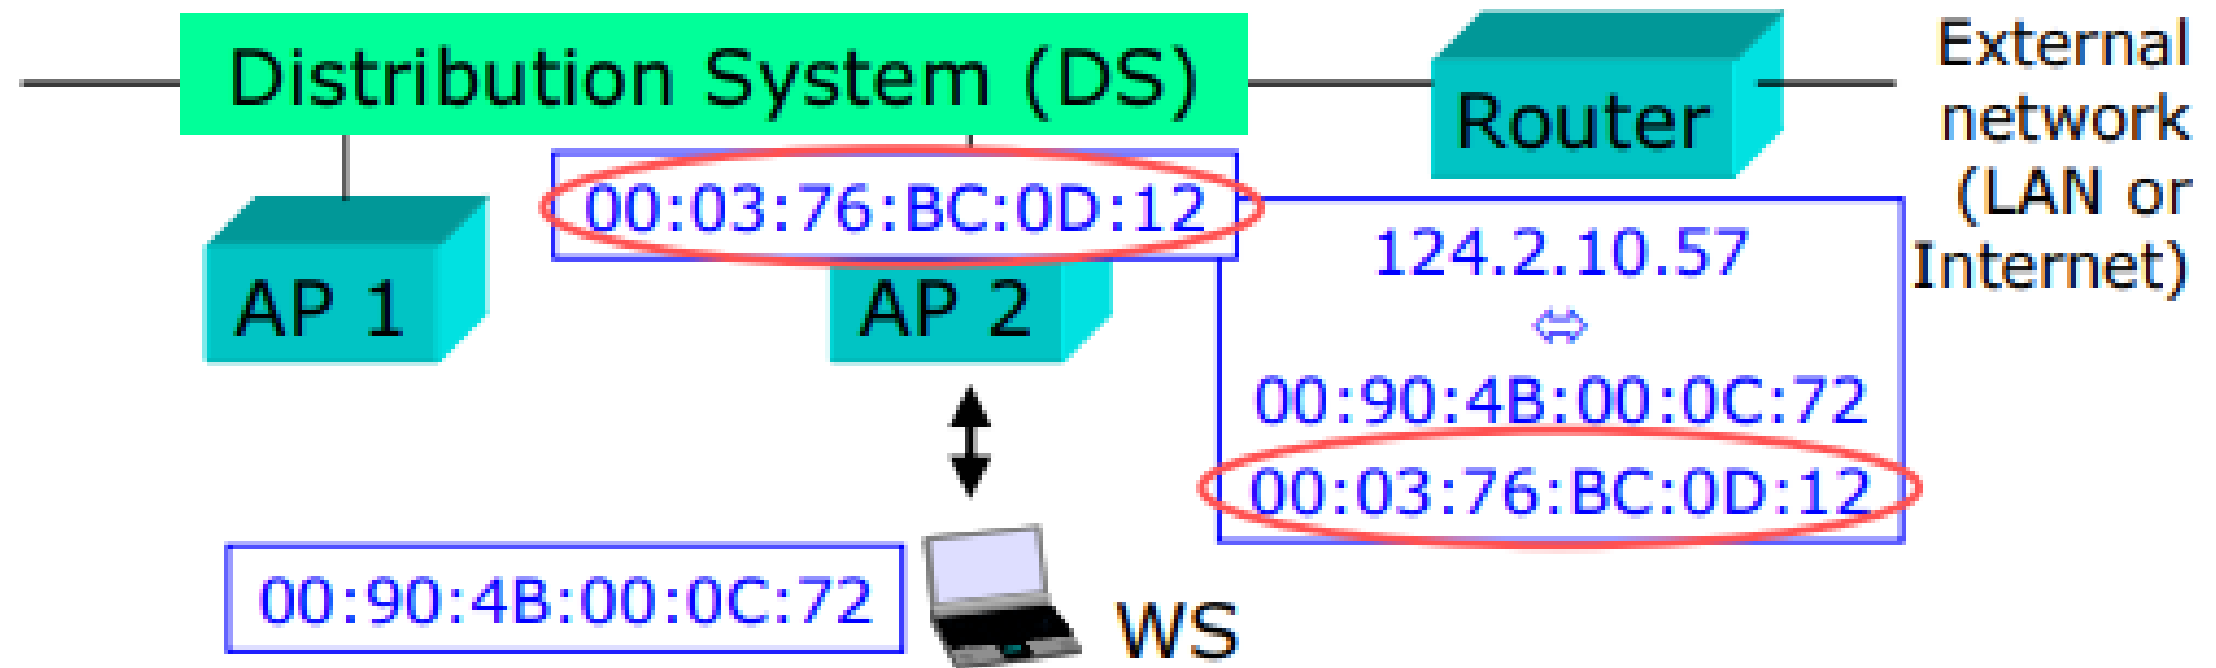 Distribution System (DS)
Router
External
network
(LAN or
Internet)
00:03:76:BC:0D:12
124.2.10.57
⇔
00:90:4B:00:0C:72
00:03:76:BC:0D:12
AP 1
AP 2
00:90:4B:00:0C:72
WS